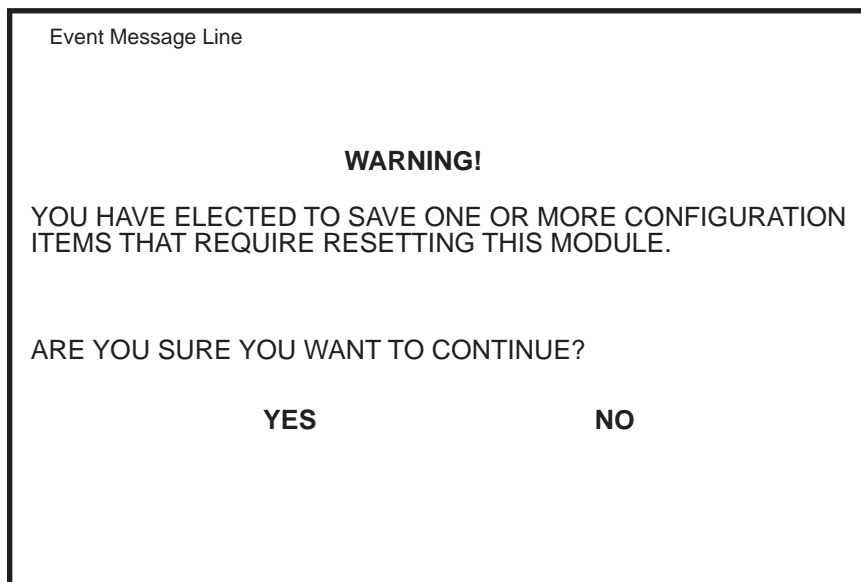 Event Message Line
WARNING!
YOU HAVE ELECTED TO SAVE ONE OR MORE CONFIGURATION
ITEMS THAT REQUIRE RESETTING THIS MODULE.
ARE YOU SURE YOU WANT TO CONTINUE?
YES NO